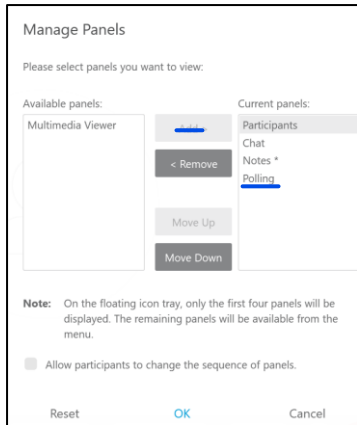 Manage Panels
Please select panels you want to view:
Available panels:
Current panels:
Multimedia Viewer
Participants
Chat
Notes *
Polling
< Remove
Move Up
Move Down
Note: On the floating icon tray, only the first four panels will be
displayed. The remaining panels will be available from the
menu.
Allow participants to change the sequence of panels.
Reset
OK
Cancel